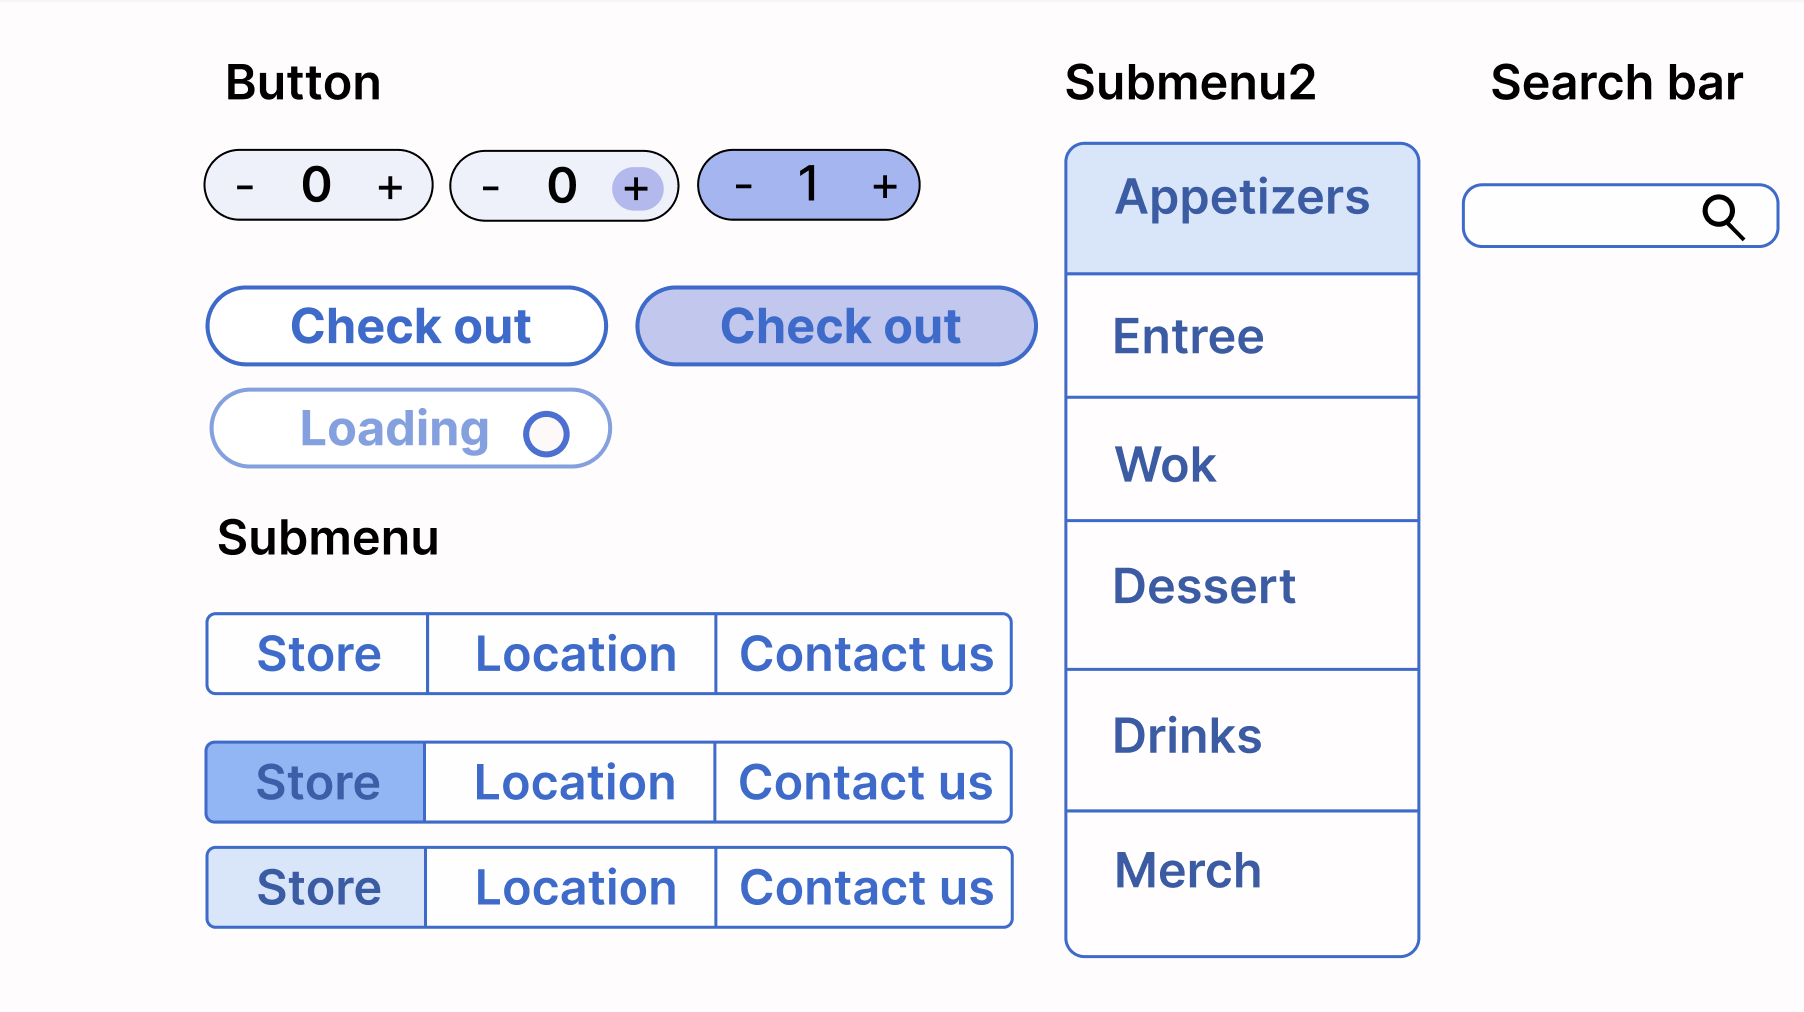 Button
- 0 +
- 0 +
- 1 +
Check out
Check out
Loading
Submenu
Store Location Contact us
Store Location Contact us
Store Location Contact us
Submenu2
Appetizers
Entree
Wok
Dessert
Drinks
Merch
Search bar